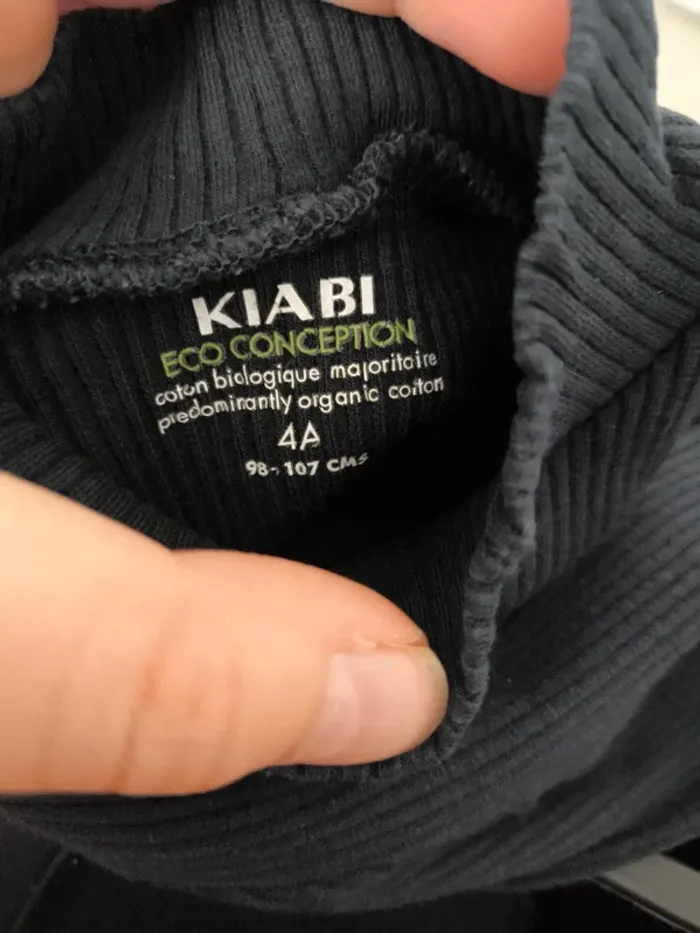 KIABI
ECO CONCEPTION
coton biologique majoritaire
predominantly organic cotton
4A
98-107 CMS